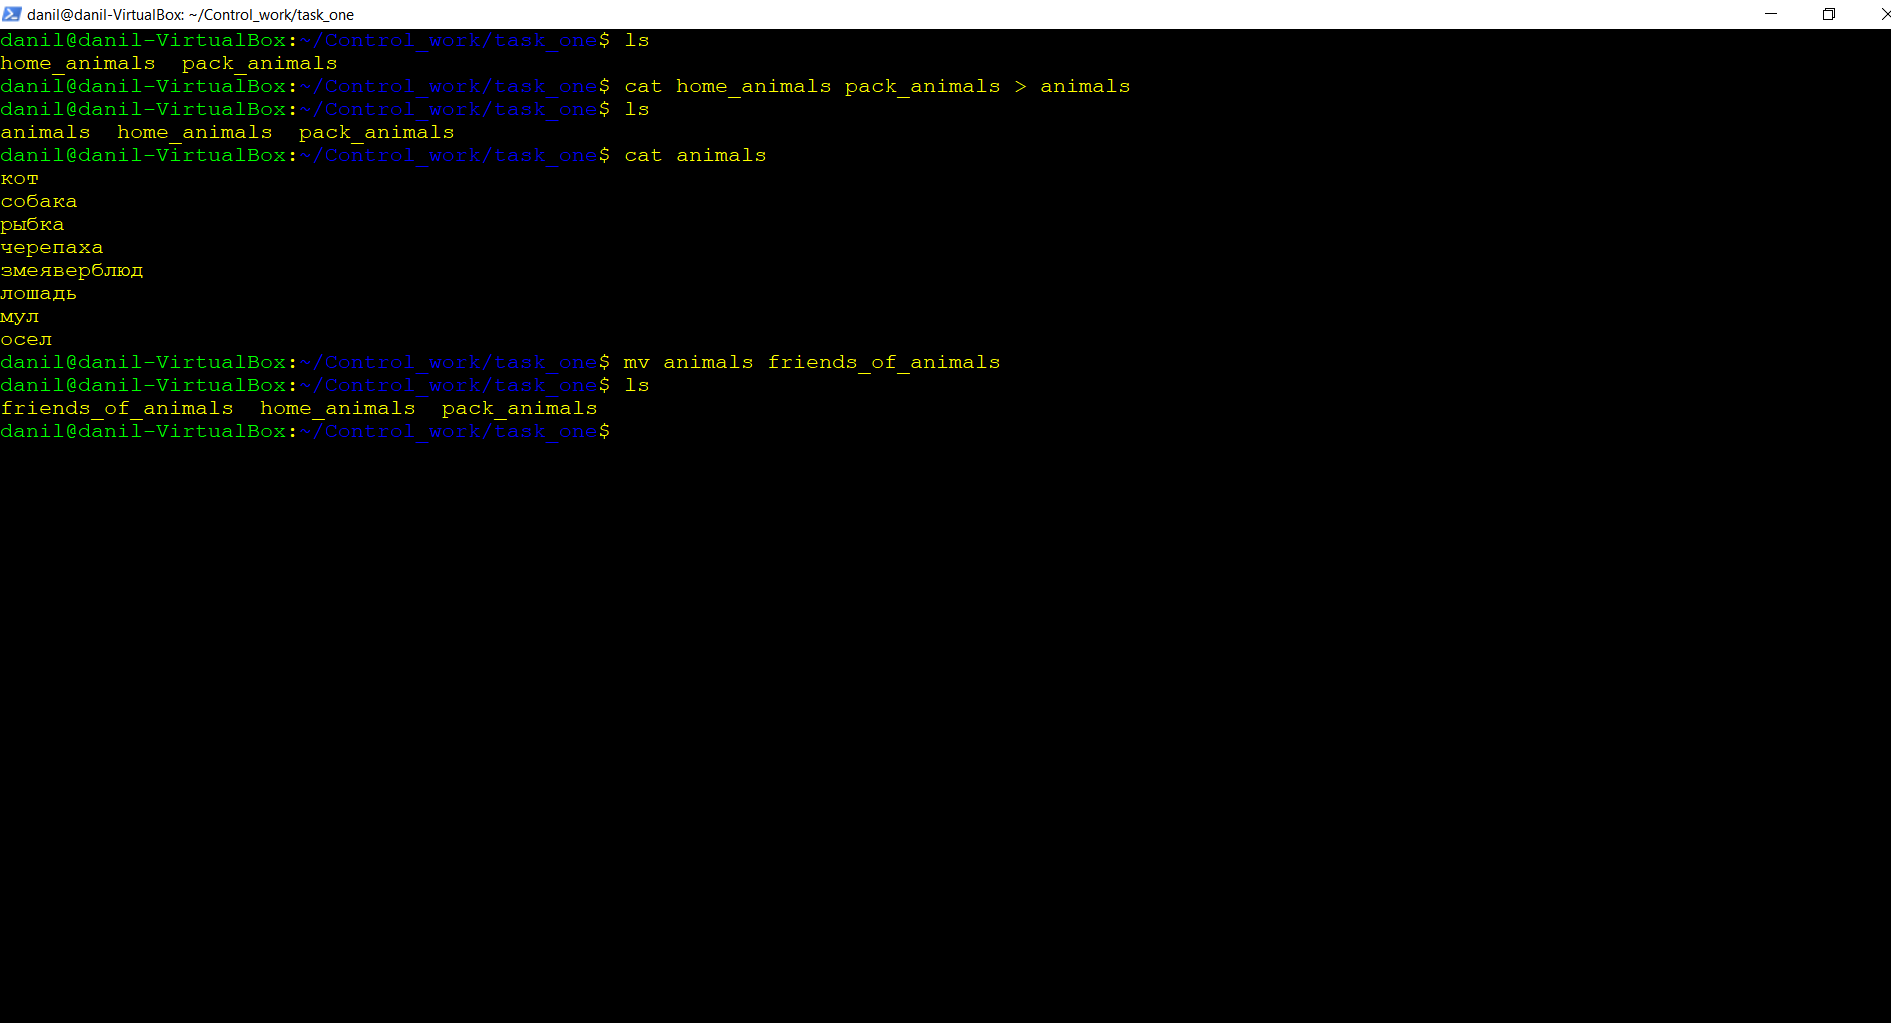 danil@danil-VirtualBox: ~/Control_work/task_one
danil@danil-VirtualBox:~/Control_work/task_one$ ls
home_animals  pack_animals
danil@danil-VirtualBox:~/Control_work/task_one$ cat home_animals pack_animals > animals
danil@danil-VirtualBox:~/Control_work/task_one$ ls
animals  home_animals  pack_animals
danil@danil-VirtualBox:~/Control_work/task_one$ cat animals
кот
собака
рыбка
черепаха
змеяверблюд
лошадь
мул
осел
danil@danil-VirtualBox:~/Control_work/task_one$ mv animals friends_of_animals
danil@danil-VirtualBox:~/Control_work/task_one$ ls
friends_of_animals  home_animals  pack_animals
danil@danil-VirtualBox:~/Control_work/task_one$